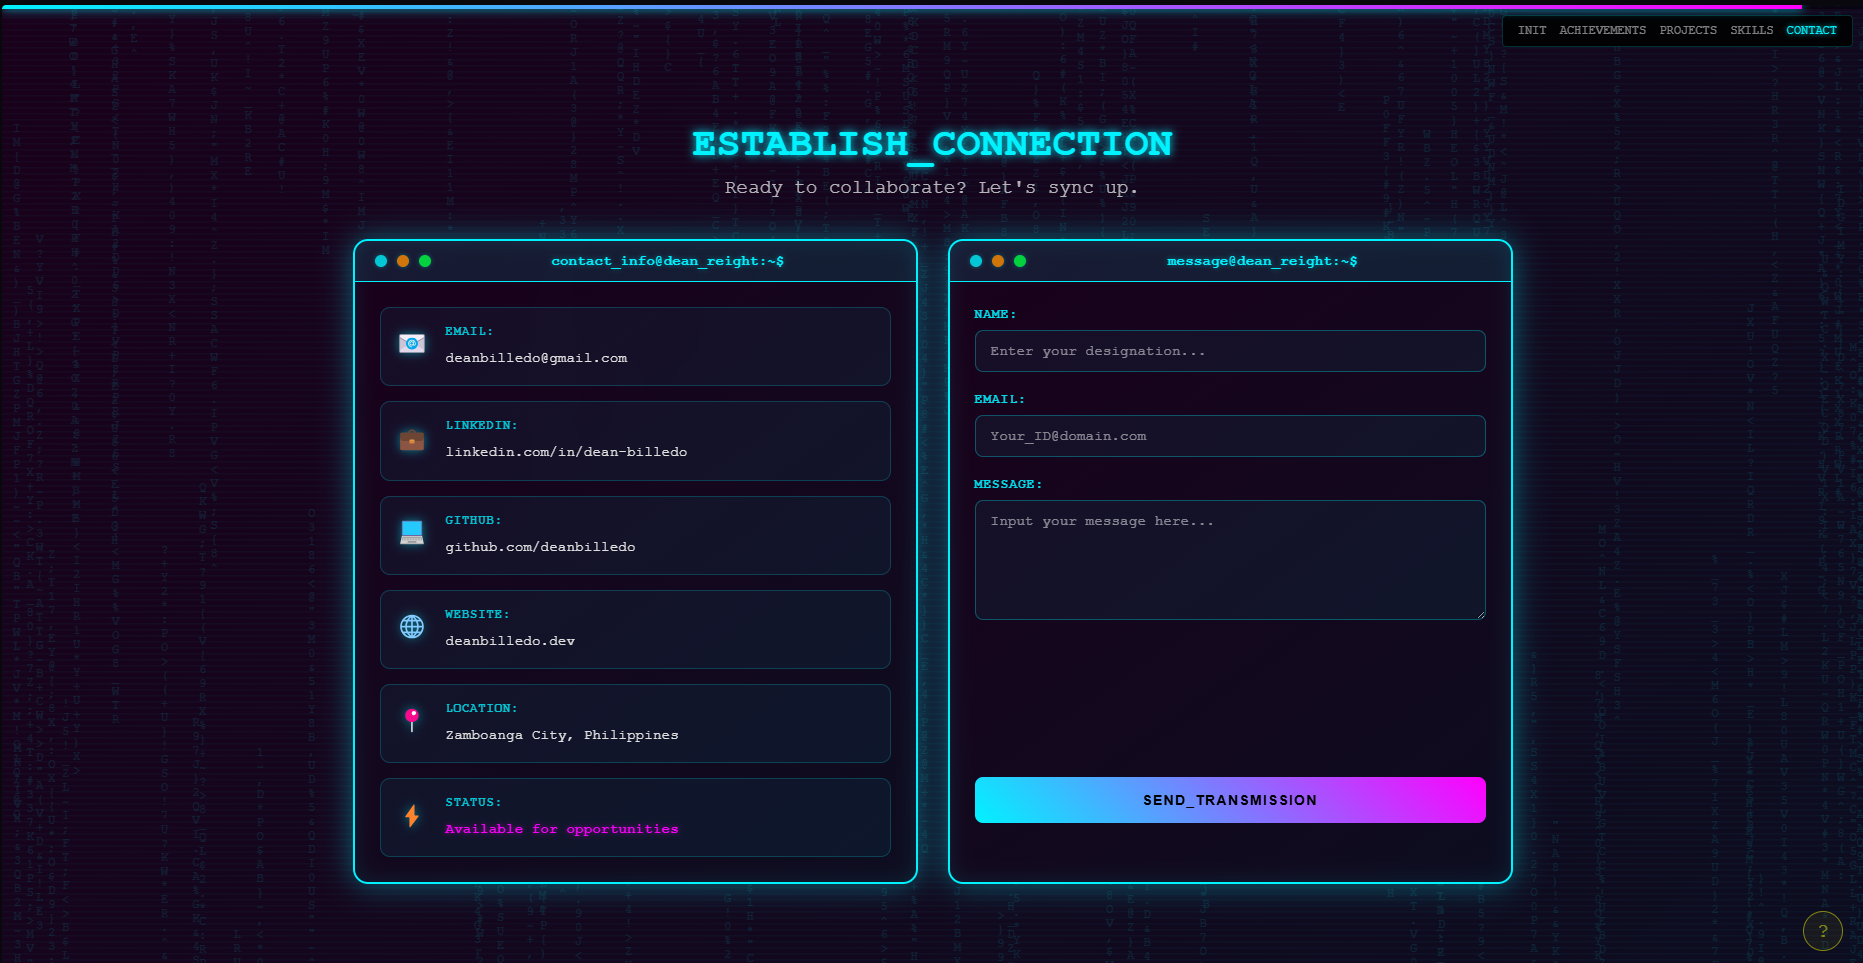 INIT ACHIEVEMENTS PROJECTS SKILLS CONTACT
ESTABLISH_CONNECTION
Ready to collaborate? Let's sync up.
contact_info@dean_reight:~$
EMAIL:
deanbilledo@gmail.com
LINKEDIN:
linkedin.com/in/dean-billedo
GITHUB:
github.com/deanbilledo
WEBSITE:
deanbilledo.dev
LOCATION:
Zamboanga City, Philippines
STATUS:
Available for opportunities
message@dean_reight:~$
NAME:
Enter your designation...
EMAIL:
Your_ID@domain.com
MESSAGE:
Input your message here...
SEND_TRANSMISSION
?